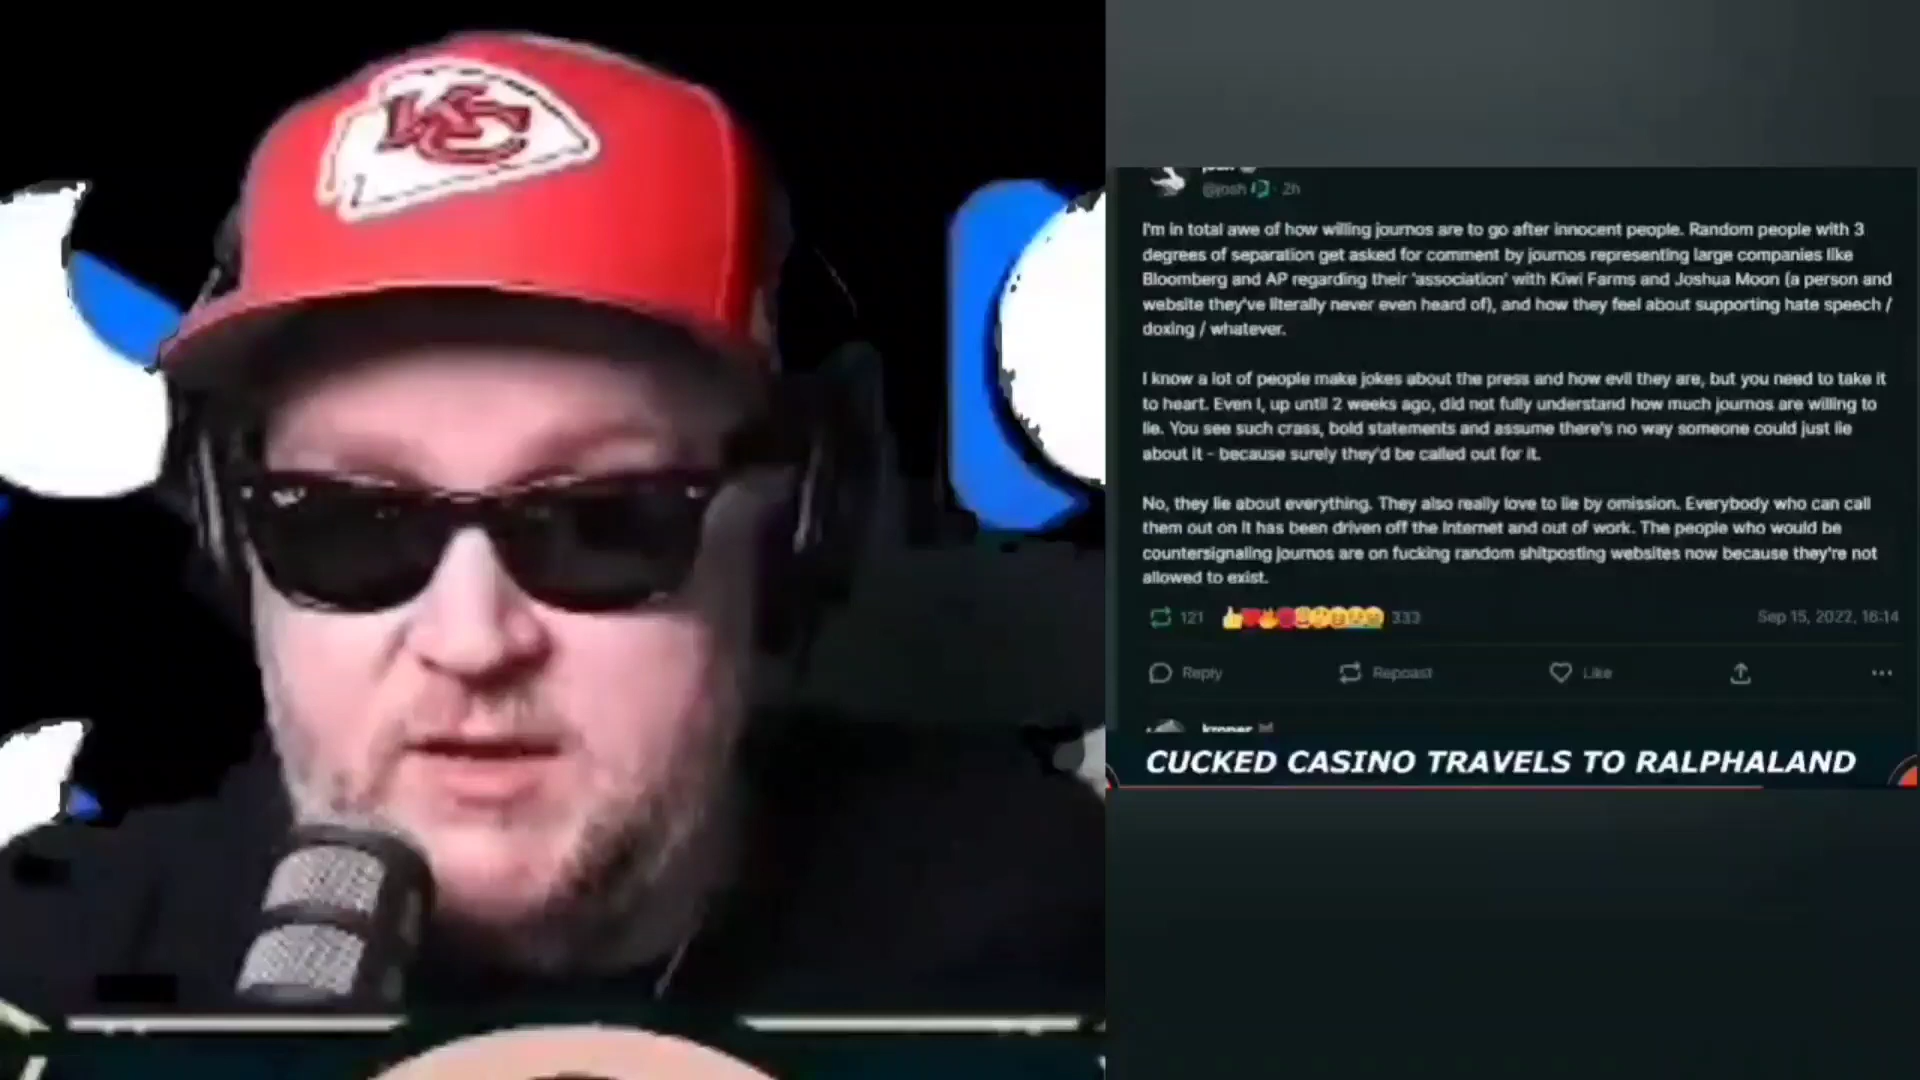 KC
@josh · 2h
I'm in total awe of how willing journos are to go after innocent people. Random people with 3
degrees of separation get asked for comment by journos representing large companies like
Bloomberg and AP regarding their 'association' with Kiwi Farms and Joshua Moon (a person and
website they've literally never even heard of), and how they feel about supporting hate speech /
doxing / whatever.
I know a lot of people make jokes about the press and how evil they are, but you need to take it
to heart. Even I, up until 2 weeks ago, did not fully understand how much journos are willing to
lie. You see such crass, bold statements and assume there's no way someone could just lie
about it - because surely they'd be called out for it.
No, they lie about everything. They also really love to lie by omission. Everybody who can call
them out on it has been driven off the Internet and out of work. The people who would be
countersignaling journos are on fucking random shitposting websites now because they're not
allowed to exist.
121 333 Sep 15, 2022, 16:14
Reply Repoast Like ...
CUCKED CASINO TRAVELS TO RALPHALAND